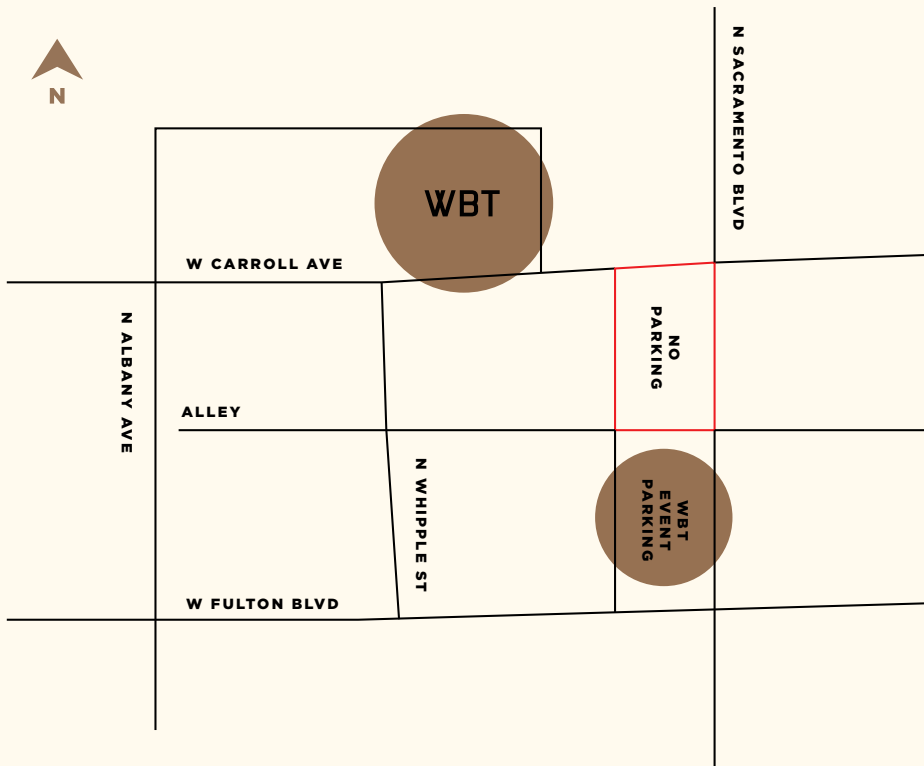 N SACRAMENTO BLVD
N
WBT
W CARROLL AVE
N ALBANY AVE
NO
PARKING
ALLEY
N WHIPPLE ST
WBT
EVENT
PARKING
W FULTON BLVD